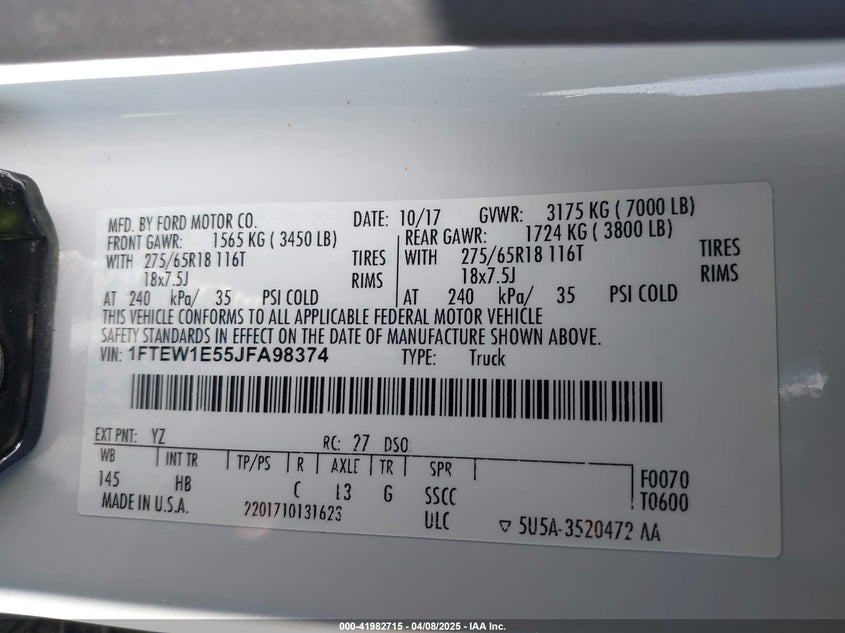 MFD. BY FORD MOTOR CO. DATE: 10/17 GVWR: 3175 KG ( 7000 LB)
FRONT GAWR: 1565 KG ( 3450 LB) REAR GAWR: 1724 KG ( 3800 LB)
WITH 275/65R18 116T TIRES WITH 275/65R18 116T TIRES
18x7.5J RIMS 18x7.5J RIMS
AT 240 kPa/ 35 PSI COLD AT 240 kPa/ 35 PSI COLD
THIS VEHICLE CONFORMS TO ALL APPLICABLE FEDERAL MOTOR VEHICLE
SAFETY STANDARDS IN EFFECT ON THE DATE OF MANUFACTURE SHOWN ABOVE.
VIN: 1FTEW1E55JFA98374 TYPE: Truck
EXT PNT: YZ RC: 27 DSO:
WB INT TR TP/PS R AXLE TR SPR F0070
145 HB C 13 G SSCC T0600
MADE IN U.S.A. 2201710131623 ULC ▽ 5U5A-3520472 AA
000-41982715 - 04/08/2025 - IAA Inc.